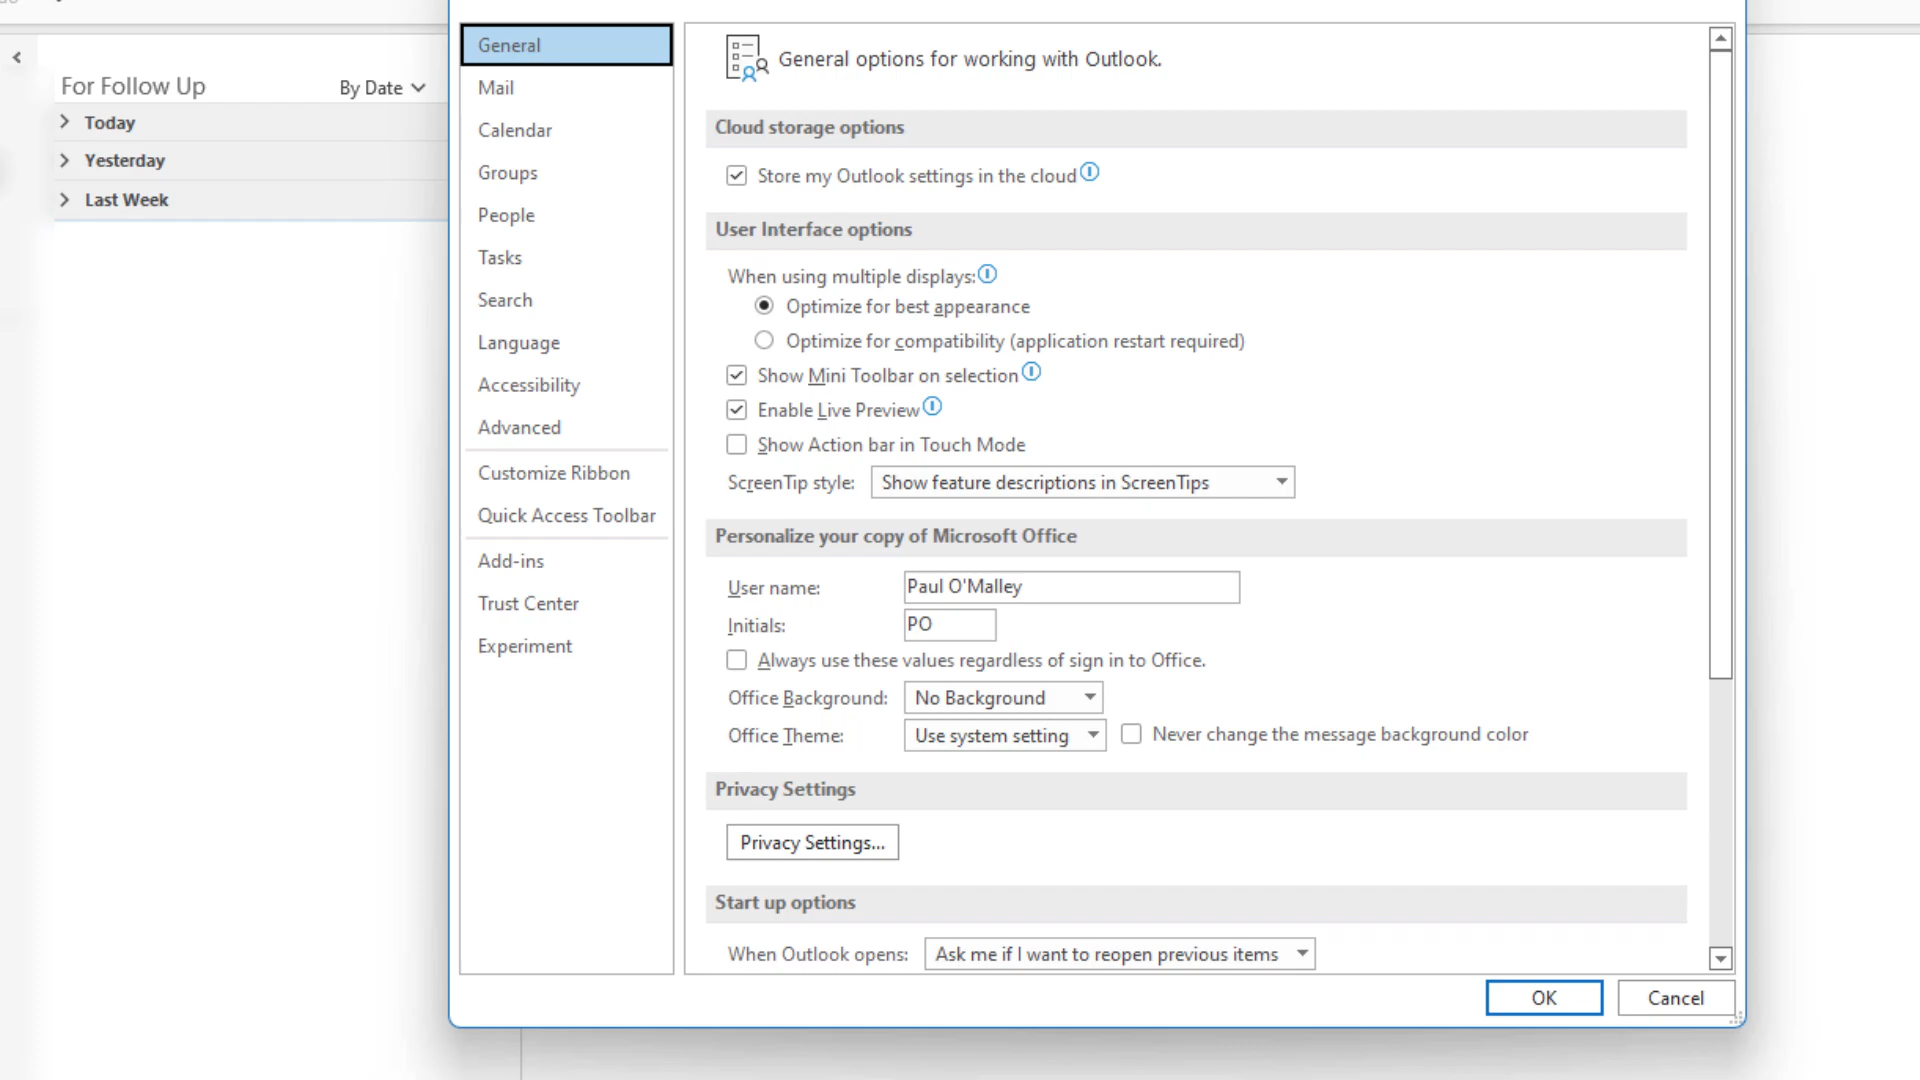 For Follow Up
By Date
Today
Yesterday
Last Week
General
Mail
Calendar
Groups
People
Tasks
Search
Language
Accessibility
Advanced
Customize Ribbon
Quick Access Toolbar
Add-ins
Trust Center
Experiment
General options for working with Outlook.
Cloud storage options
Store my Outlook settings in the cloud
User Interface options
When using multiple displays:
Optimize for best appearance
Optimize for compatibility (application restart required)
Show Mini Toolbar on selection
Enable Live Preview
Show Action bar in Touch Mode
ScreenTip style: Show feature descriptions in ScreenTips
Personalize your copy of Microsoft Office
User name: Paul O'Malley
Initials: PO
Always use these values regardless of sign in to Office.
Office Background: No Background
Office Theme: Use system setting Never change the message background color
Privacy Settings
Privacy Settings...
Start up options
When Outlook opens: Ask me if I want to reopen previous items
OK Cancel